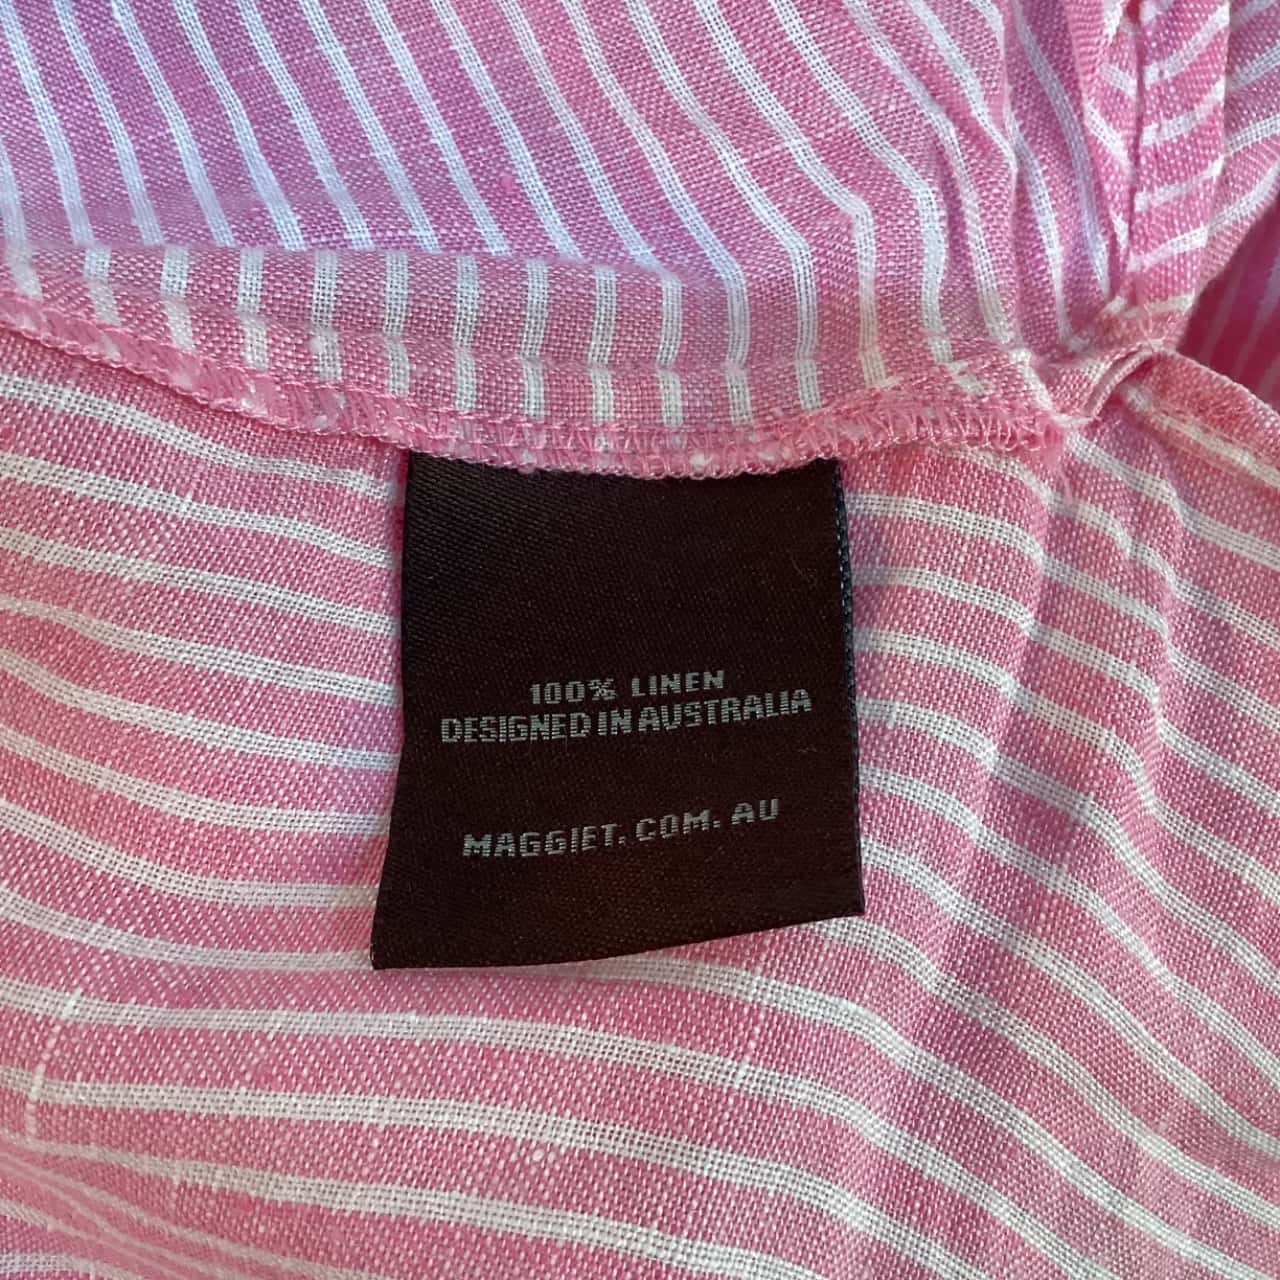 100% LINEN
DESIGNED IN AUSTRALIA
MAGGIET. COM. AU